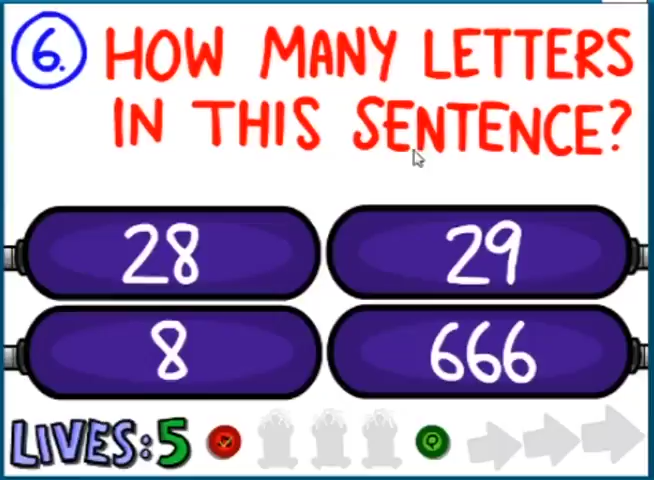 6. HOW MANY LETTERS
IN THIS SENTENCE?
28
29
8
666
LIVES: 5